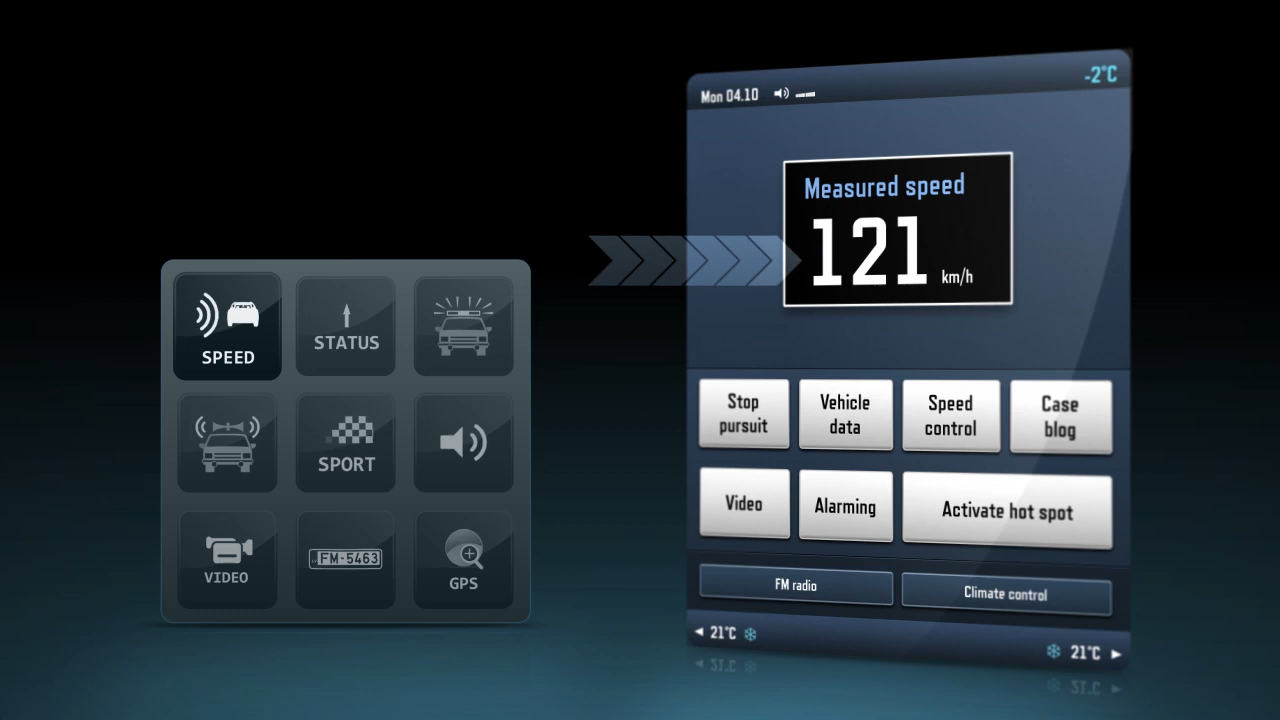 SPEED
STATUS
SPORT
VIDEO
FM-5463
GPS
Mon 04.10
-2°C
Measured speed
121 km/h
Stop
pursuit
Vehicle
data
Speed
control
Case
blog
Video
Alarming
Activate hot spot
FM radio
Climate control
21°C
21°C